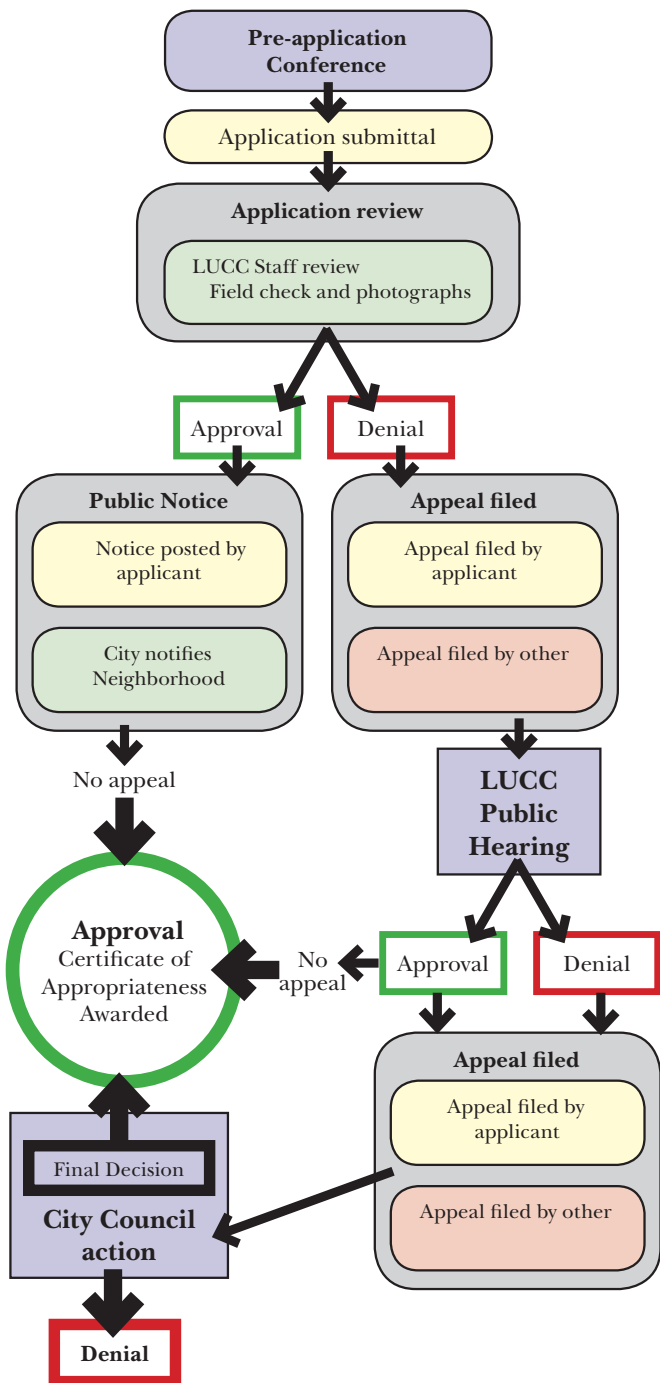 Pre-application
Conference
Application submittal
Application review
LUCC Staff review
Field check and photographs
Approval
Denial
Public Notice
Notice posted by
applicant
City notifies
Neighborhood
Appeal filed
Appeal filed by
applicant
Appeal filed by other
No appeal
LUCC
Public
Hearing
Approval
Certificate of
Appropriateness
Awarded
No
appeal
Approval
Denial
Appeal filed
Appeal filed by
applicant
Appeal filed by other
Final Decision
City Council
action
Denial